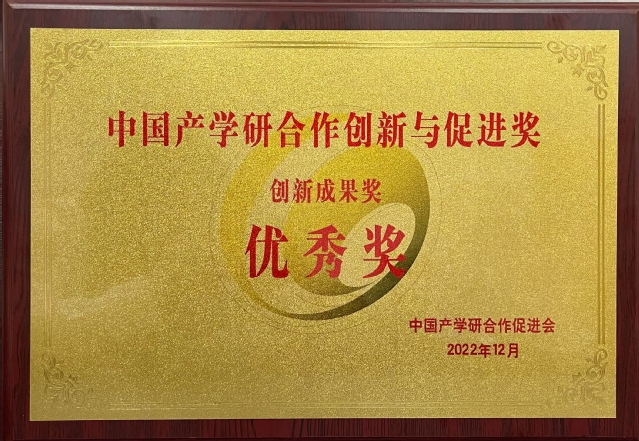 中国产学研合作创新与促进奖
创新成果奖
优秀奖
中国产学研合作促进会
2022年12月